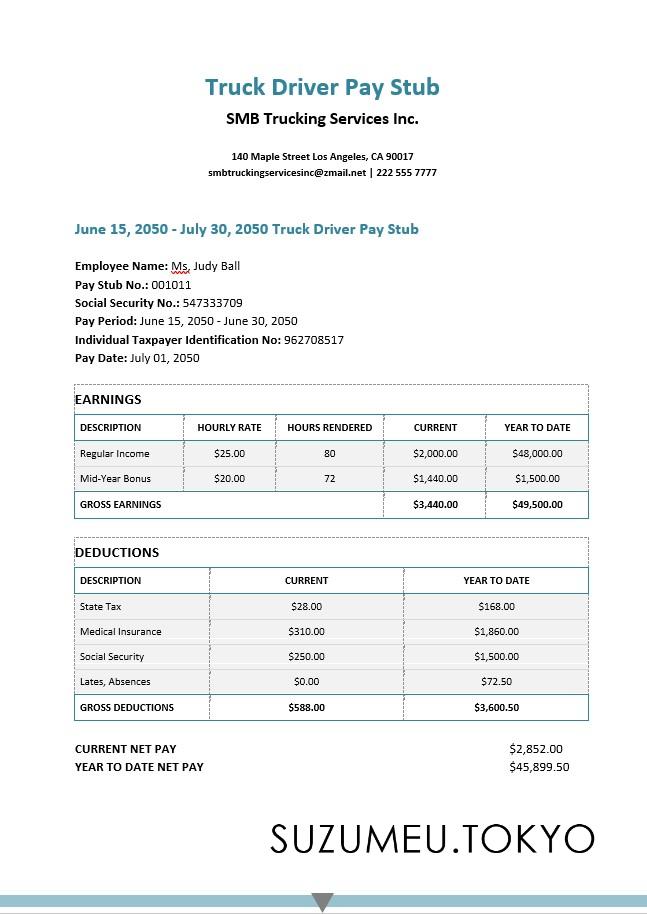 Truck Driver Pay Stub
SMB Trucking Services Inc.
140 Maple Street Los Angeles, CA 90017
smbtruckingservicesinc@zmail.net | 222 555 7777
June 15, 2050 - July 30, 2050 Truck Driver Pay Stub
Employee Name: Ms, Judy Ball
Pay Stub No.: 001011
Social Security No.: 547333709
Pay Period: June 15, 2050 - June 30, 2050
Individual Taxpayer Identification No: 962708517
Pay Date: July 01, 2050
EARNINGS
DESCRIPTION HOURLY RATE HOURS RENDERED CURRENT YEAR TO DATE
Regular Income $25.00 80 $2,000.00 $48,000.00
Mid-Year Bonus $20.00 72 $1,440.00 $1,500.00
GROSS EARNINGS $3,440.00 $49,500.00
DEDUCTIONS
DESCRIPTION CURRENT YEAR TO DATE
State Tax $28.00 $168.00
Medical Insurance $310.00 $1,860.00
Social Security $250.00 $1,500.00
Lates, Absences $0.00 $72.50
GROSS DEDUCTIONS $588.00 $3,600.50
CURRENT NET PAY $2,852.00
YEAR TO DATE NET PAY $45,899.50
SUZUMEU.TOKYO